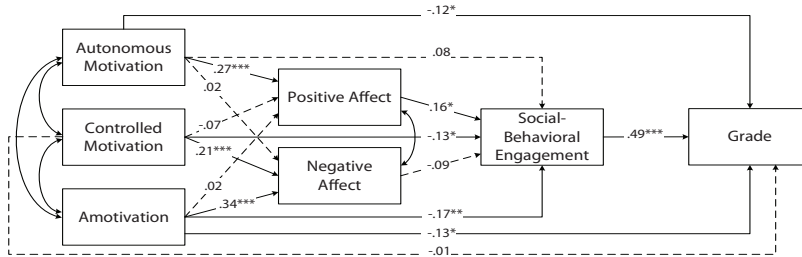 -.12*
Autonomous
Motivation
.08
.27***
.02
Positive Affect
.16*
Controlled
Motivation
-.07
-.13*
Social-
Behavioral
Engagement
.49***
Grade
.21***
Negative
Affect
-.09
.02
Amotivation
.34***
-.17**
-.13*
-.01